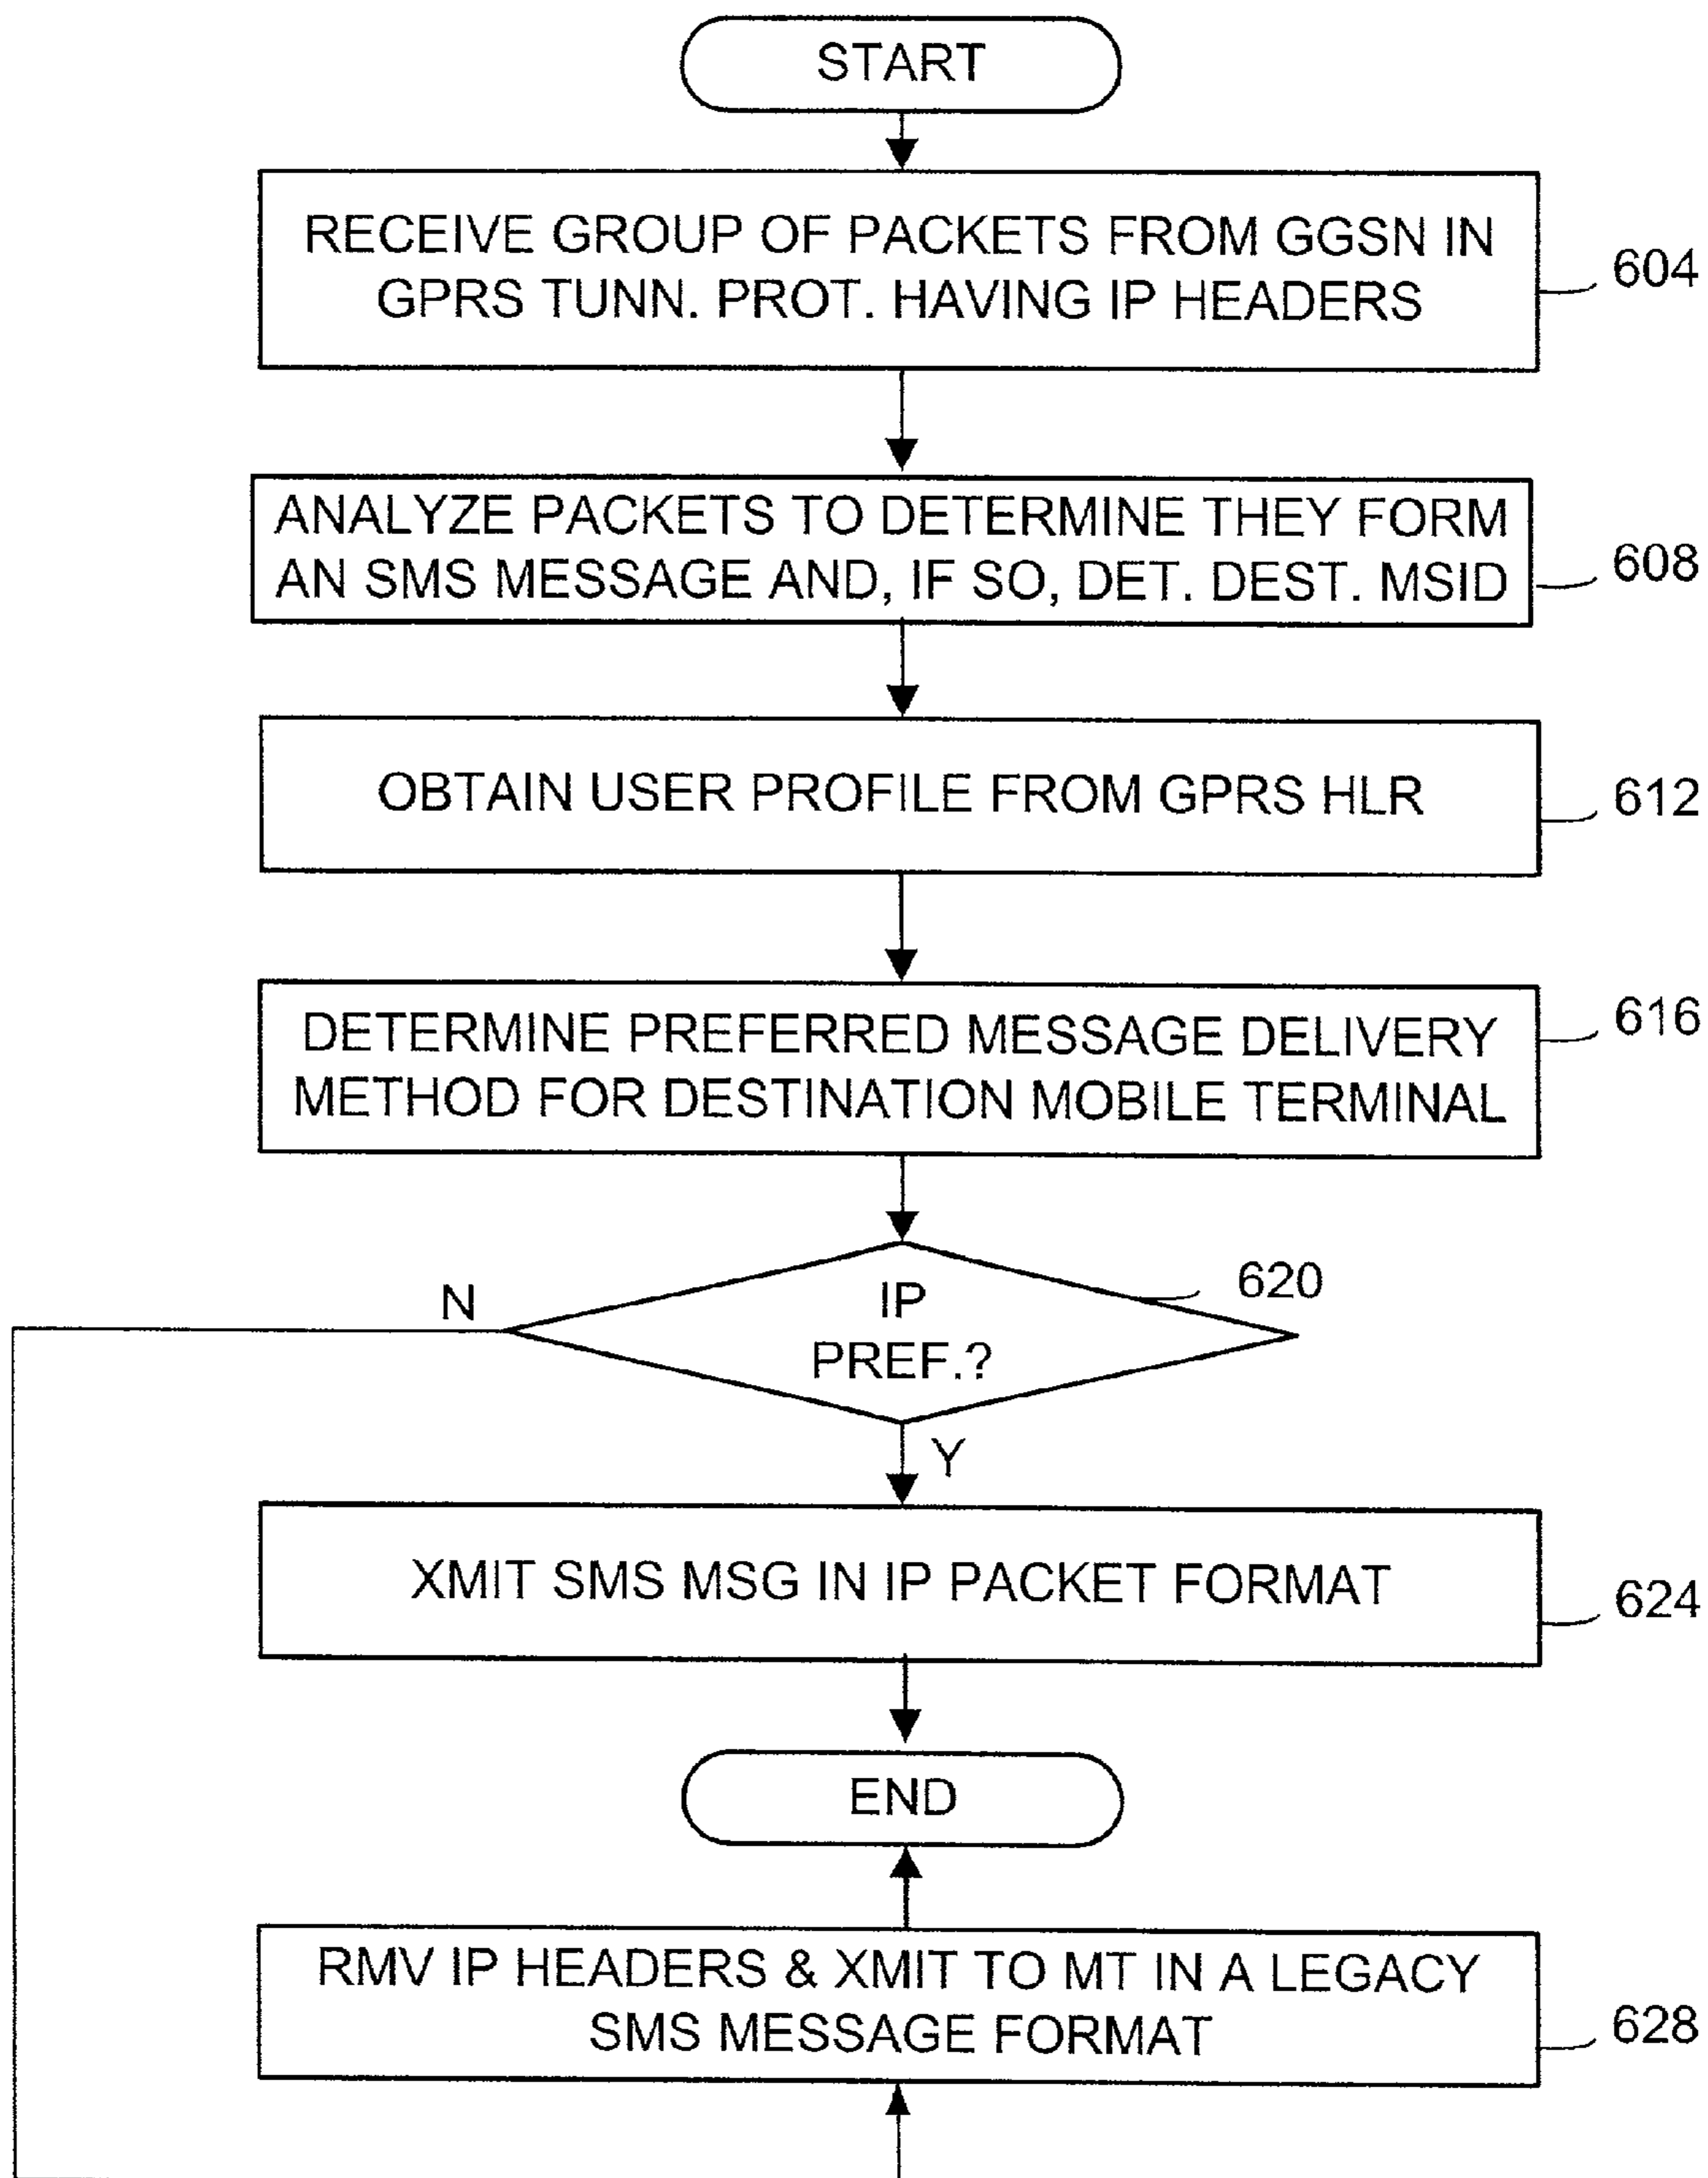 START
RECEIVE GROUP OF PACKETS FROM GGSN IN
GPRS TUNN. PROT. HAVING IP HEADERS
604
ANALYZE PACKETS TO DETERMINE THEY FORM
AN SMS MESSAGE AND, IF SO, DET. DEST. MSID
608
OBTAIN USER PROFILE FROM GPRS HLR
612
DETERMINE PREFERRED MESSAGE DELIVERY
METHOD FOR DESTINATION MOBILE TERMINAL
616
N
IP
PREF.?
620
Y
XMIT SMS MSG IN IP PACKET FORMAT
624
END
RMV IP HEADERS & XMIT TO MT IN A LEGACY
SMS MESSAGE FORMAT
628